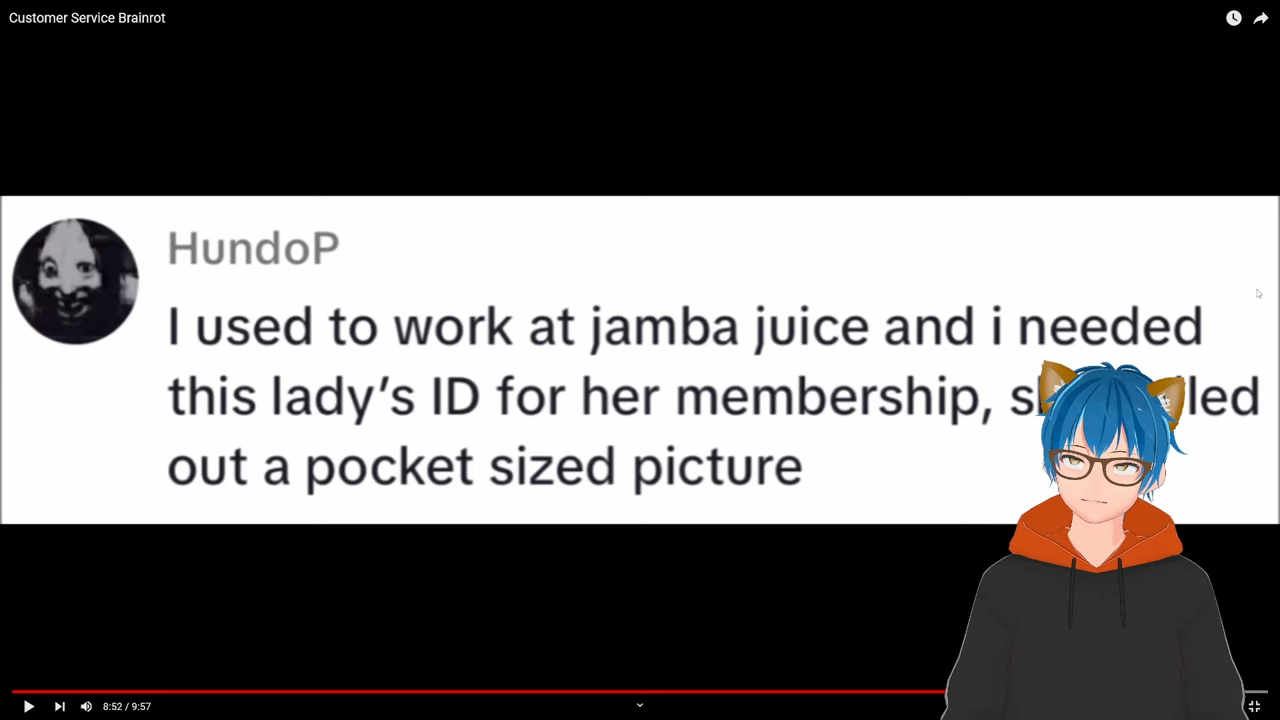 Customer Service Brainrot
HundoP
I used to work at jamba juice and i needed
this lady's ID for her membership,
out a pocket sized picture
8:52 / 9:57